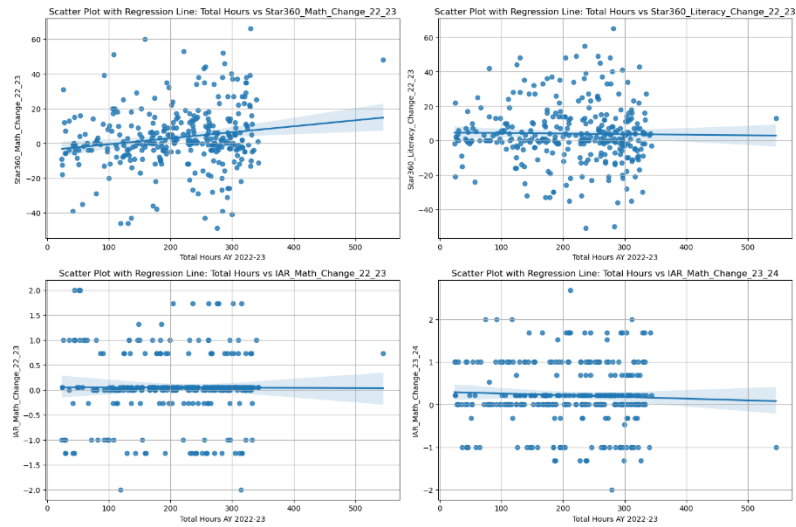 Scatter Plot with Regression Line: Total Hours vs Star360_Math_Change_22_23
Star360_Math_Change_22_23
60
40
20
0
−20
−40
0 100 200 300 400 500
Total Hours AY 2022-23
Scatter Plot with Regression Line: Total Hours vs Star360_Literacy_Change_22_23
Star360_Literacy_Change_22_23
60
40
20
0
−20
−40
0 100 200 300 400 500
Total Hours AY 2022-23
Scatter Plot with Regression Line: Total Hours vs IAR_Math_Change_22_23
IAR_Math_Change_22_23
2.0
1.5
1.0
0.5
0.0
−0.5
−1.0
−1.5
−2.0
0 100 200 300 400 500
Total Hours AY 2022-23
Scatter Plot with Regression Line: Total Hours vs IAR_Math_Change_23_24
IAR_Math_Change_23_24
2
1
0
−1
−2
0 100 200 300 400 500
Total Hours AY 2022-23